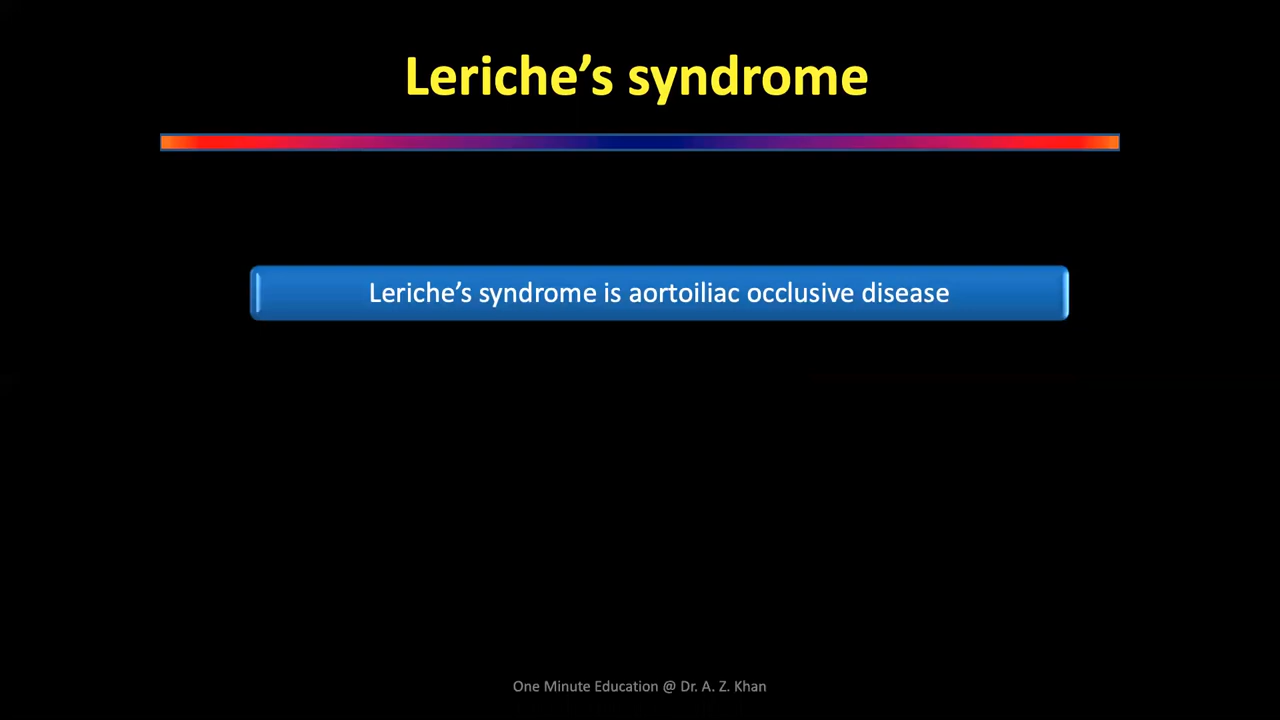 Leriche’s syndrome
Leriche’s syndrome is aortoiliac occlusive disease
One Minute Education @ Dr. A. Z. Khan